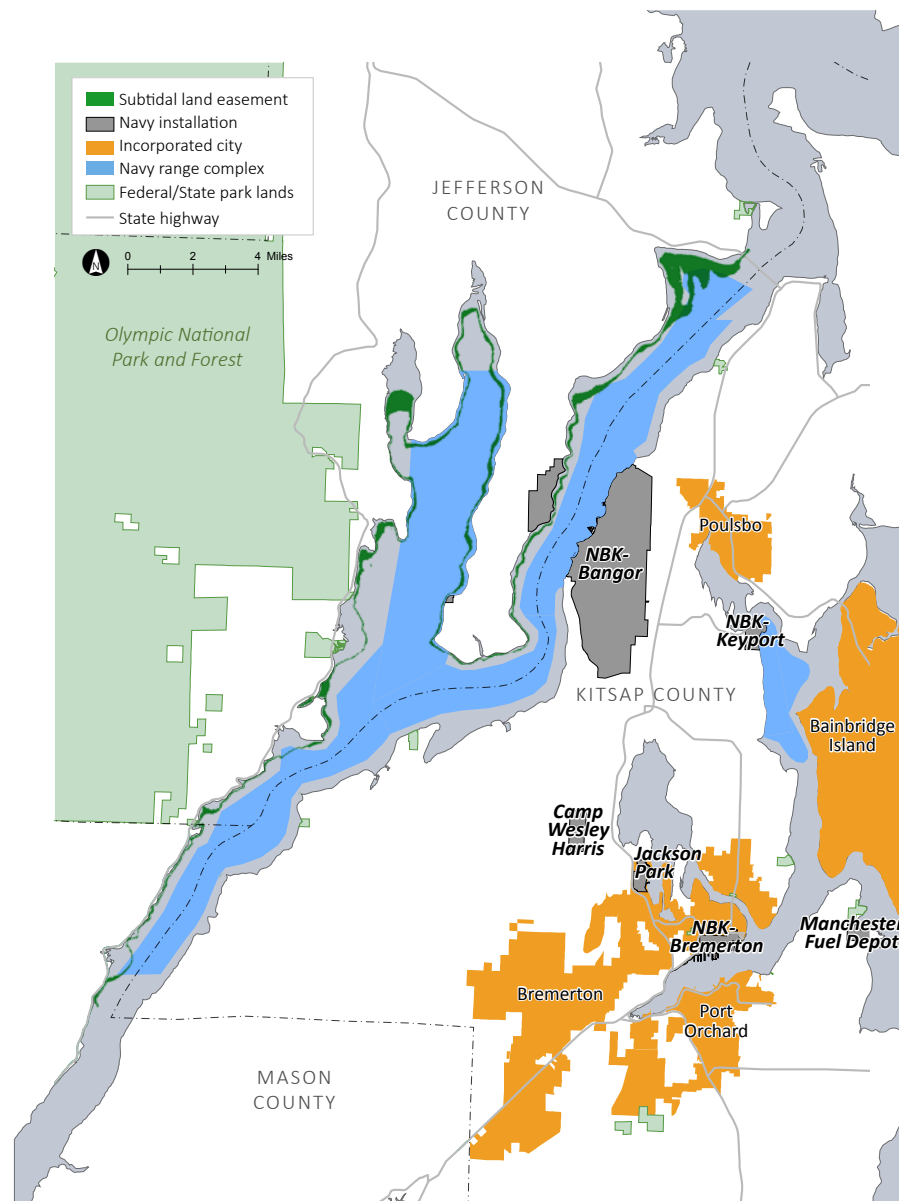 Subtidal land easement
Navy installation
Incorporated city
Navy range complex
Federal/State park lands
State highway
JEFFERSON
COUNTY
N
0 2 4 Miles
Olympic National
Park and Forest
Poulsbo
NBK-
Bangor
NBK-
Keyport
KITSAP COUNTY
Bainbridge
Island
Camp
Wesley
Harris
Jackson
Park
NBK-
Bremerton
Manchester
Fuel Depot
Bremerton
Port
Orchard
MASON
COUNTY